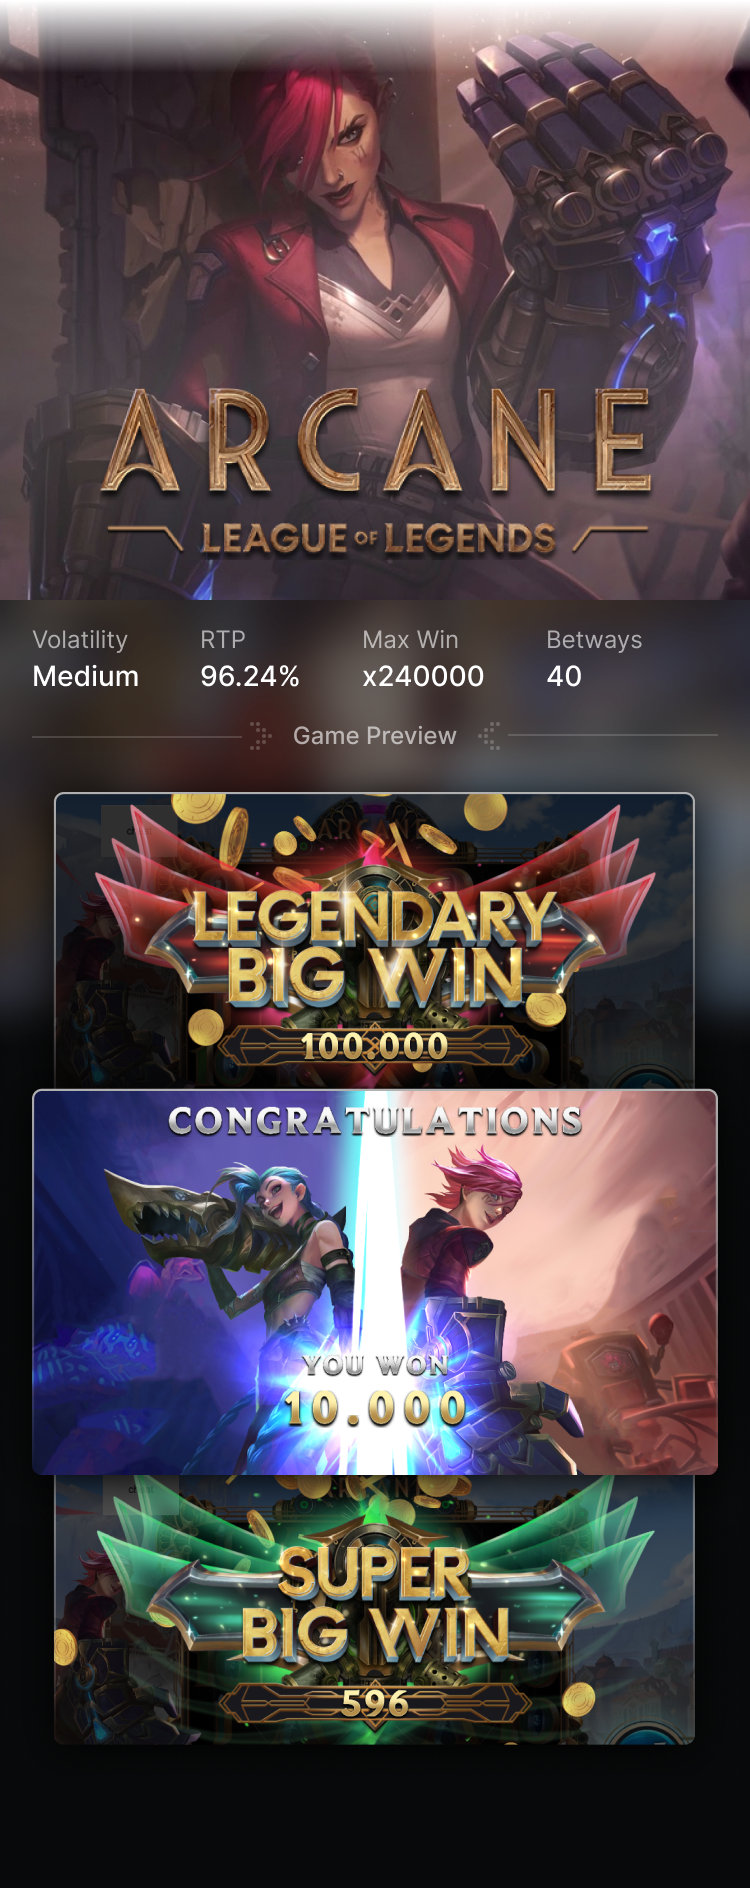 ARCANE
LEAGUE OF LEGENDS
Volatility RTP Max Win Betways
Medium 96.24% x240000 40
Game Preview
ARCANE
LEGENDARY
BIG WIN
100.000
CONGRATULATIONS
YOU WON
10.000
SUPER
BIG WIN
596